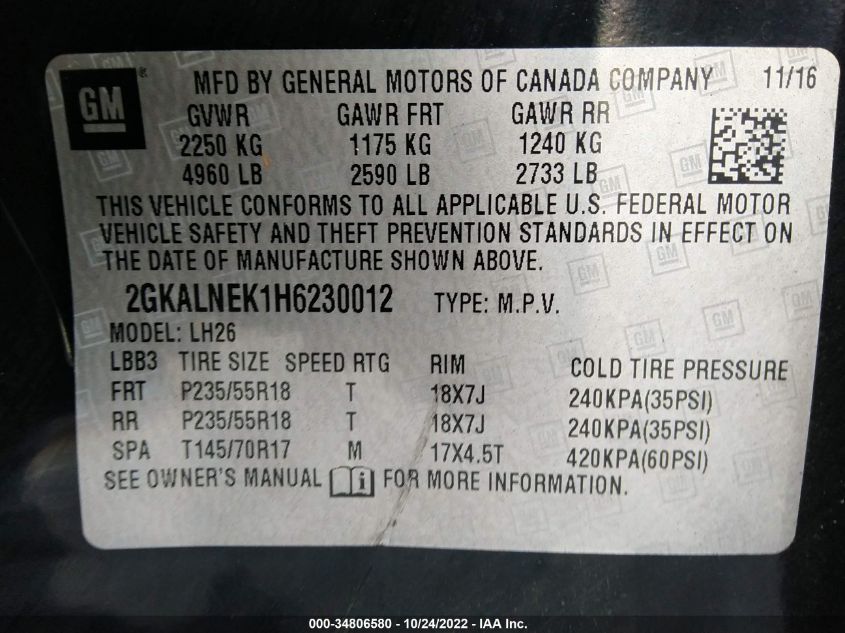 GM ® MFD BY GENERAL MOTORS OF CANADA COMPANY 11/16
GVWR GAWR FRT GAWR RR
2250 KG 1175 KG 1240 KG
4960 LB 2590 LB 2733 LB
THIS VEHICLE CONFORMS TO ALL APPLICABLE U.S. FEDERAL MOTOR
VEHICLE SAFETY AND THEFT PREVENTION STANDARDS IN EFFECT ON
THE DATE OF MANUFACTURE SHOWN ABOVE.
2GKALNEK1H6230012 TYPE: M.P.V.
MODEL: LH26
LBB3 TIRE SIZE SPEED RTG RIM COLD TIRE PRESSURE
FRT P235/55R18 T 18X7J 240KPA(35PSI)
RR P235/55R18 T 18X7J 240KPA(35PSI)
SPA T145/70R17 M 17X4.5T 420KPA(60PSI)
SEE OWNER'S MANUAL i FOR MORE INFORMATION.
000-34806580 - 10/24/2022 - IAA Inc.